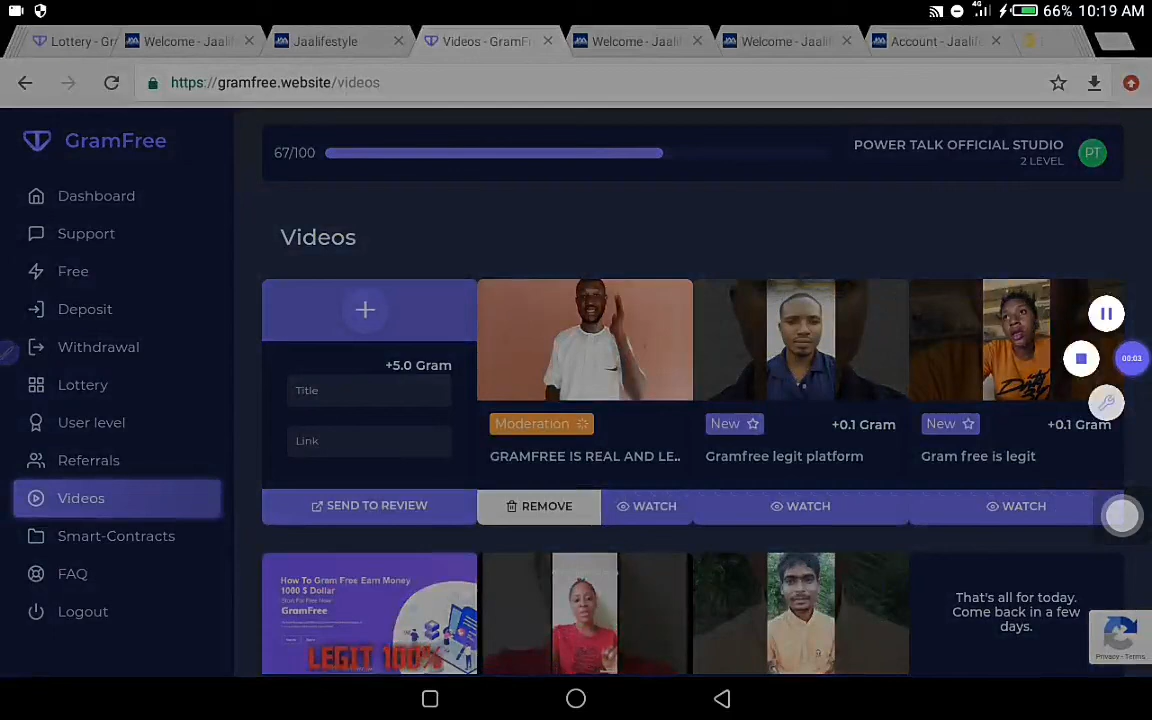 4G 66% 10:19 AM
Lottery - Gr
Welcome - Jaali
Jaalifestyle
Videos - GramF
Welcome - Jaali
Welcome - Jaali
Account - Jaalif
https://gramfree.website/videos
GramFree
67/100
POWER TALK OFFICIAL STUDIO
PT
2 LEVEL
Dashboard
Support
Free
Deposit
Withdrawal
Lottery
User level
Referrals
Videos
Smart-Contracts
FAQ
Logout
Videos
+5.0 Gram
Title
Link
SEND TO REVIEW
Moderation
GRAMFREE IS REAL AND LE..
REMOVE
WATCH
New
+0.1 Gram
Gramfree legit platform
WATCH
New
+0.1 Gram
Gram free is legit
WATCH
00:03
How To Gram Free Earn Money
1000 $ Dollar
GramFree
LEGIT 100%
That's all for today.
Come back in a few
days.
Privacy - Terms